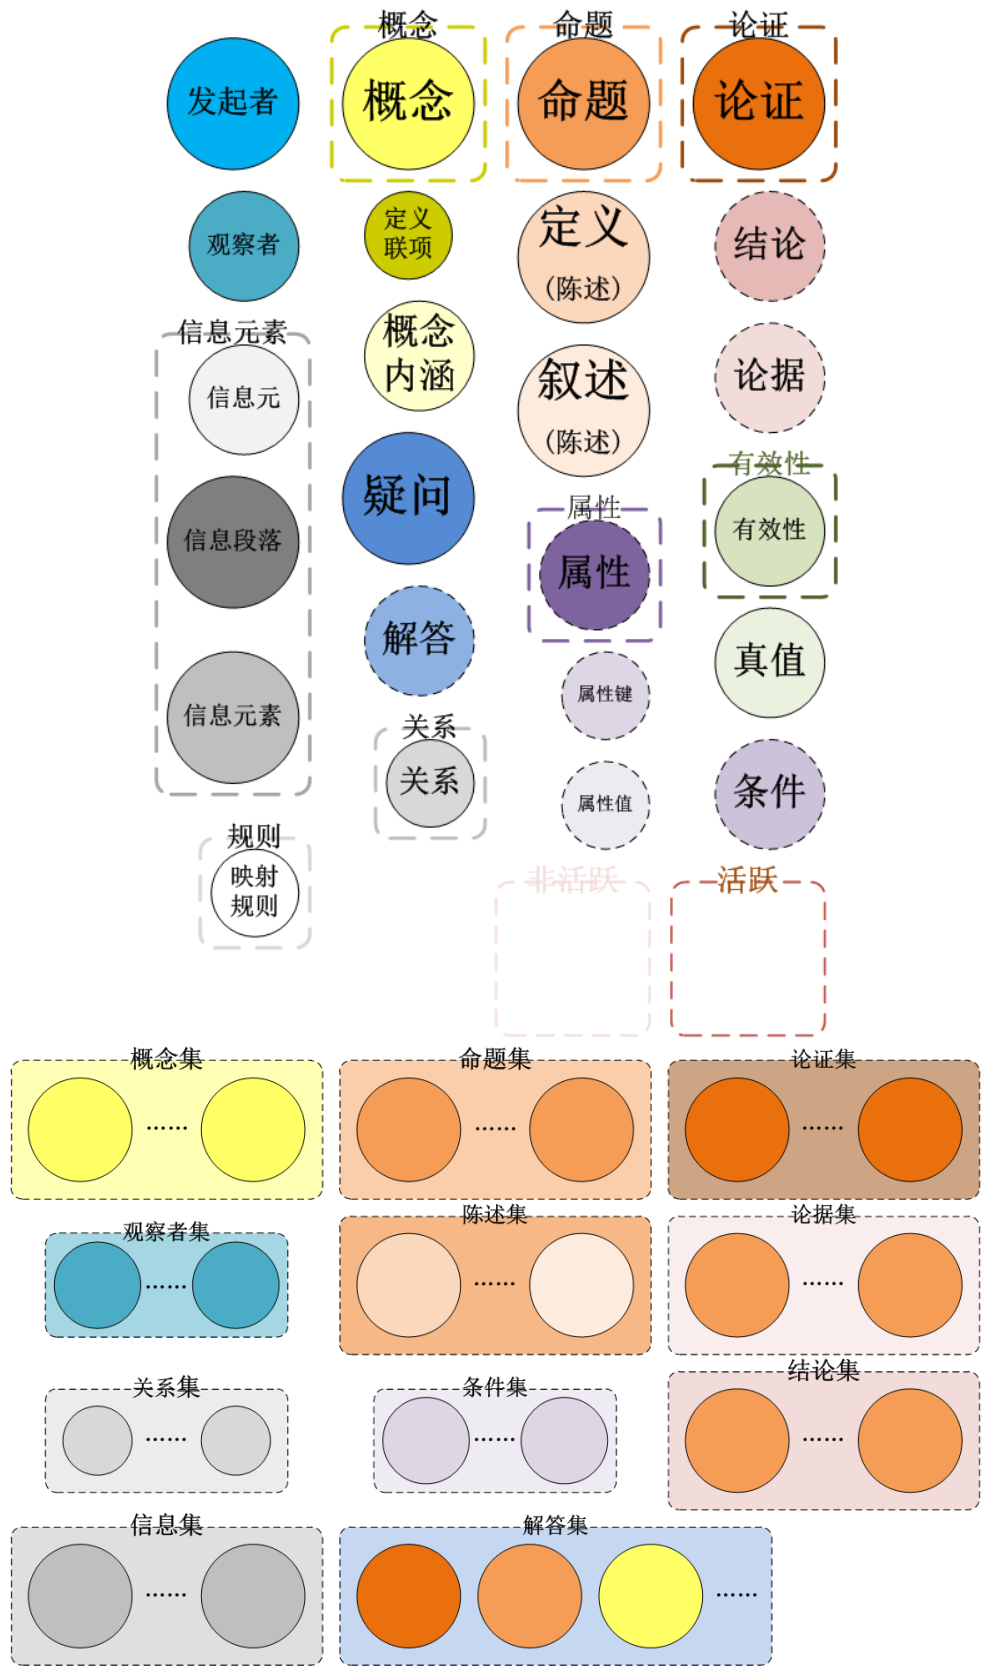 概念
命题
论证
发起者
概念
命题
论证
观察者
定义
联项
定义
(陈述)
结论
信息元素
信息元
概念
内涵
叙述
(陈述)
论据
疑问
属性
有效性
信息段落
属性
有效性
解答
属性键
真值
信息元素
关系
关系
属性值
条件
规则
映射
规则
非活跃
活跃
概念集
命题集
论证集
......
......
......
观察者集
陈述集
论据集
......
......
......
关系集
条件集
结论集
......
......
......
信息集
解答集
......
......